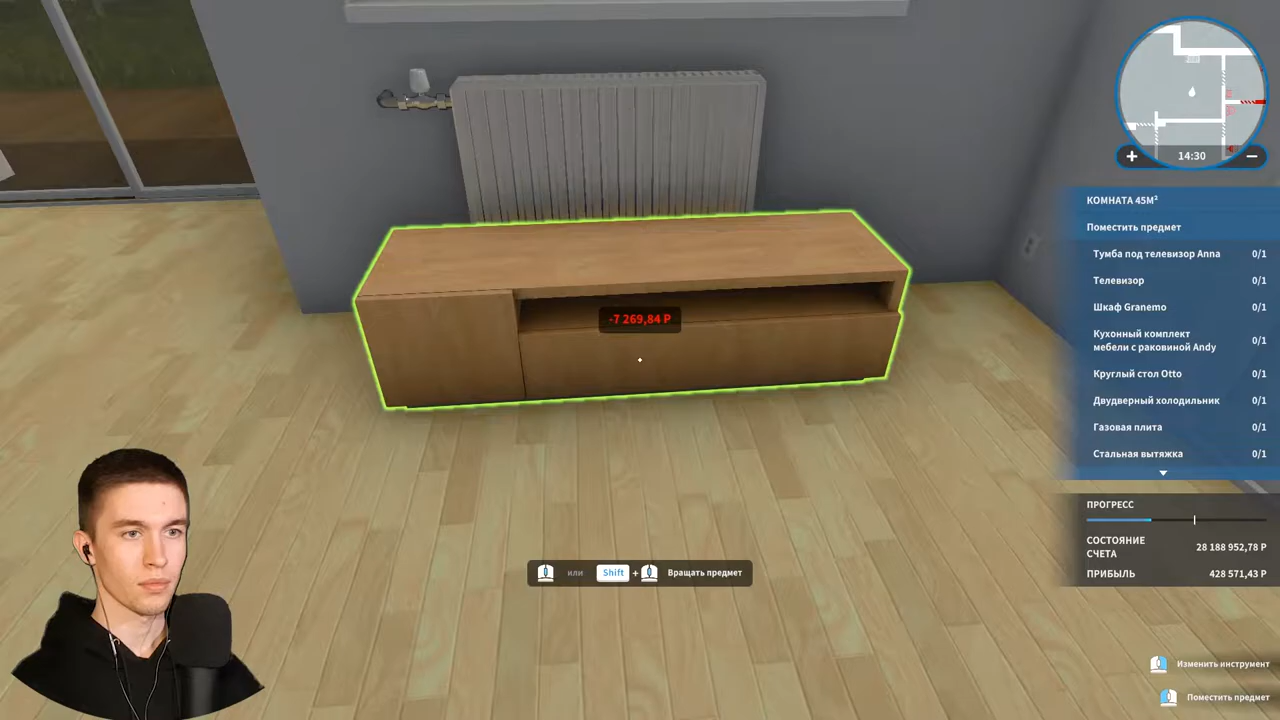 14:30
КОМНАТА 45М²
Поместить предмет
Тумба под телевизор Anna 0/1
Телевизор 0/1
Шкаф Granemo 0/1
Кухонный комплект
мебели с раковиной Andy 0/1
Круглый стол Otto 0/1
Двудверный холодильник 0/1
Газовая плита 0/1
Стальная вытяжка 0/1
-7 269,84 Р
ПРОГРЕСС
СОСТОЯНИЕ
СЧЕТА 28 188 952,78 Р
ПРИБЫЛЬ 428 571,43 Р
или Shift + Вращать предмет
Изменить инструмент
Поместить предмет